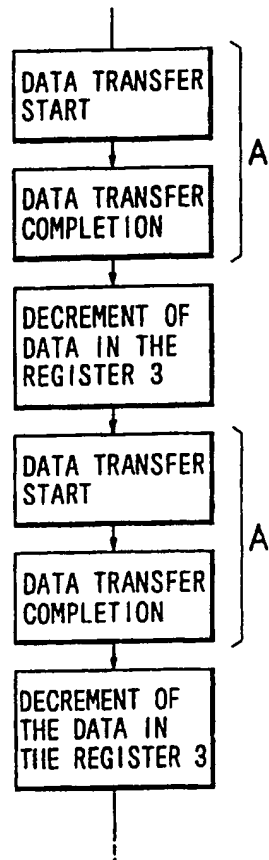 DATA TRANSFER
START
A
DATA TRANSFER
COMPLETION
DECREMENT OF
DATA IN THE
REGISTER 3
DATA TRANSFER
START
A
DATA TRANSFER
COMPLETION
DECREMENT OF
THE DATA IN
THE REGISTER 3